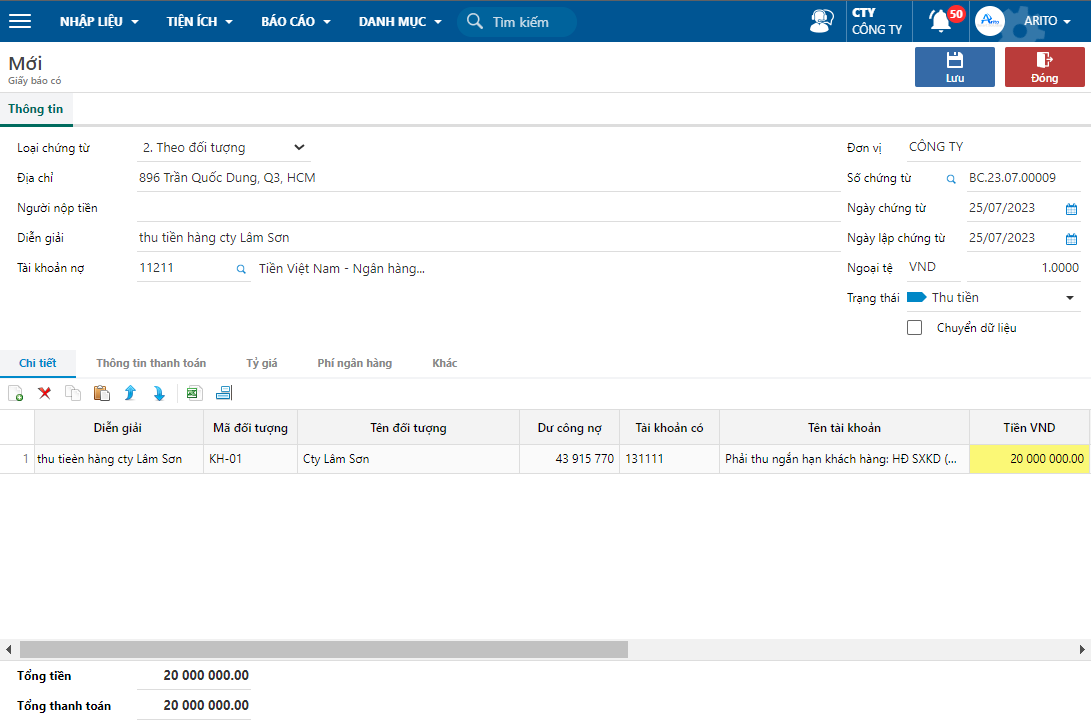 NHẬP LIỆU TIỆN ÍCH BÁO CÁO DANH MỤC Tìm kiếm CTY CÔNG TY 50 Arito ARITO
Mới
Giấy báo có
Lưu Đóng
Thông tin
Loại chứng từ 2. Theo đối tượng Đơn vị CÔNG TY
Địa chỉ 896 Trần Quốc Dung, Q3, HCM Số chứng từ BC.23.07.00009
Người nộp tiền Ngày chứng từ 25/07/2023
Diễn giải thu tiền hàng cty Lâm Sơn Ngày lập chứng từ 25/07/2023
Tài khoản nợ 11211 Tiền Việt Nam - Ngân hàng... Ngoại tệ VND 1.0000
Trạng thái Thu tiền
Chuyển dữ liệu
Chi tiết Thông tin thanh toán Tỷ giá Phí ngân hàng Khác
Diễn giải Mã đối tượng Tên đối tượng Dư công nợ Tài khoản có Tên tài khoản Tiền VND
1 thu tieèn hàng cty Lâm Sơn KH-01 Cty Lâm Sơn 43 915 770 131111 Phải thu ngắn hạn khách hàng: HĐ SXKD (... 20 000 000.00
Tổng tiền 20 000 000.00
Tổng thanh toán 20 000 000.00